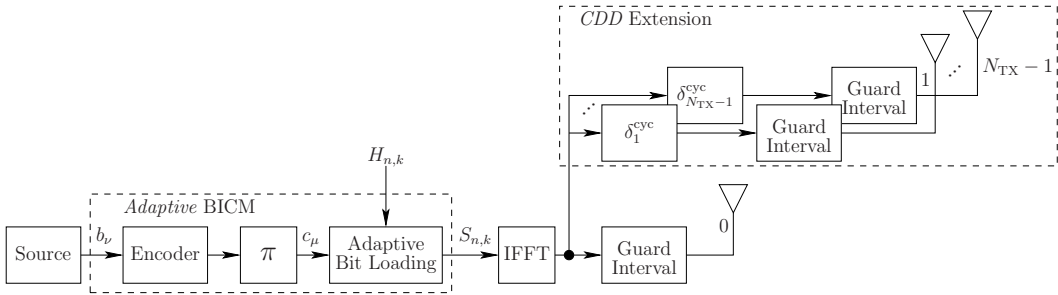 CDD Extension
N_TX − 1
δ^cyc_{N_TX−1}
Guard
Interval
1
δ^cyc_1
Guard
Interval
H_{n,k}
Adaptive BICM
0
Source
b_ν
Encoder
π
c_μ
Adaptive
Bit Loading
S_{n,k}
IFFT
Guard
Interval